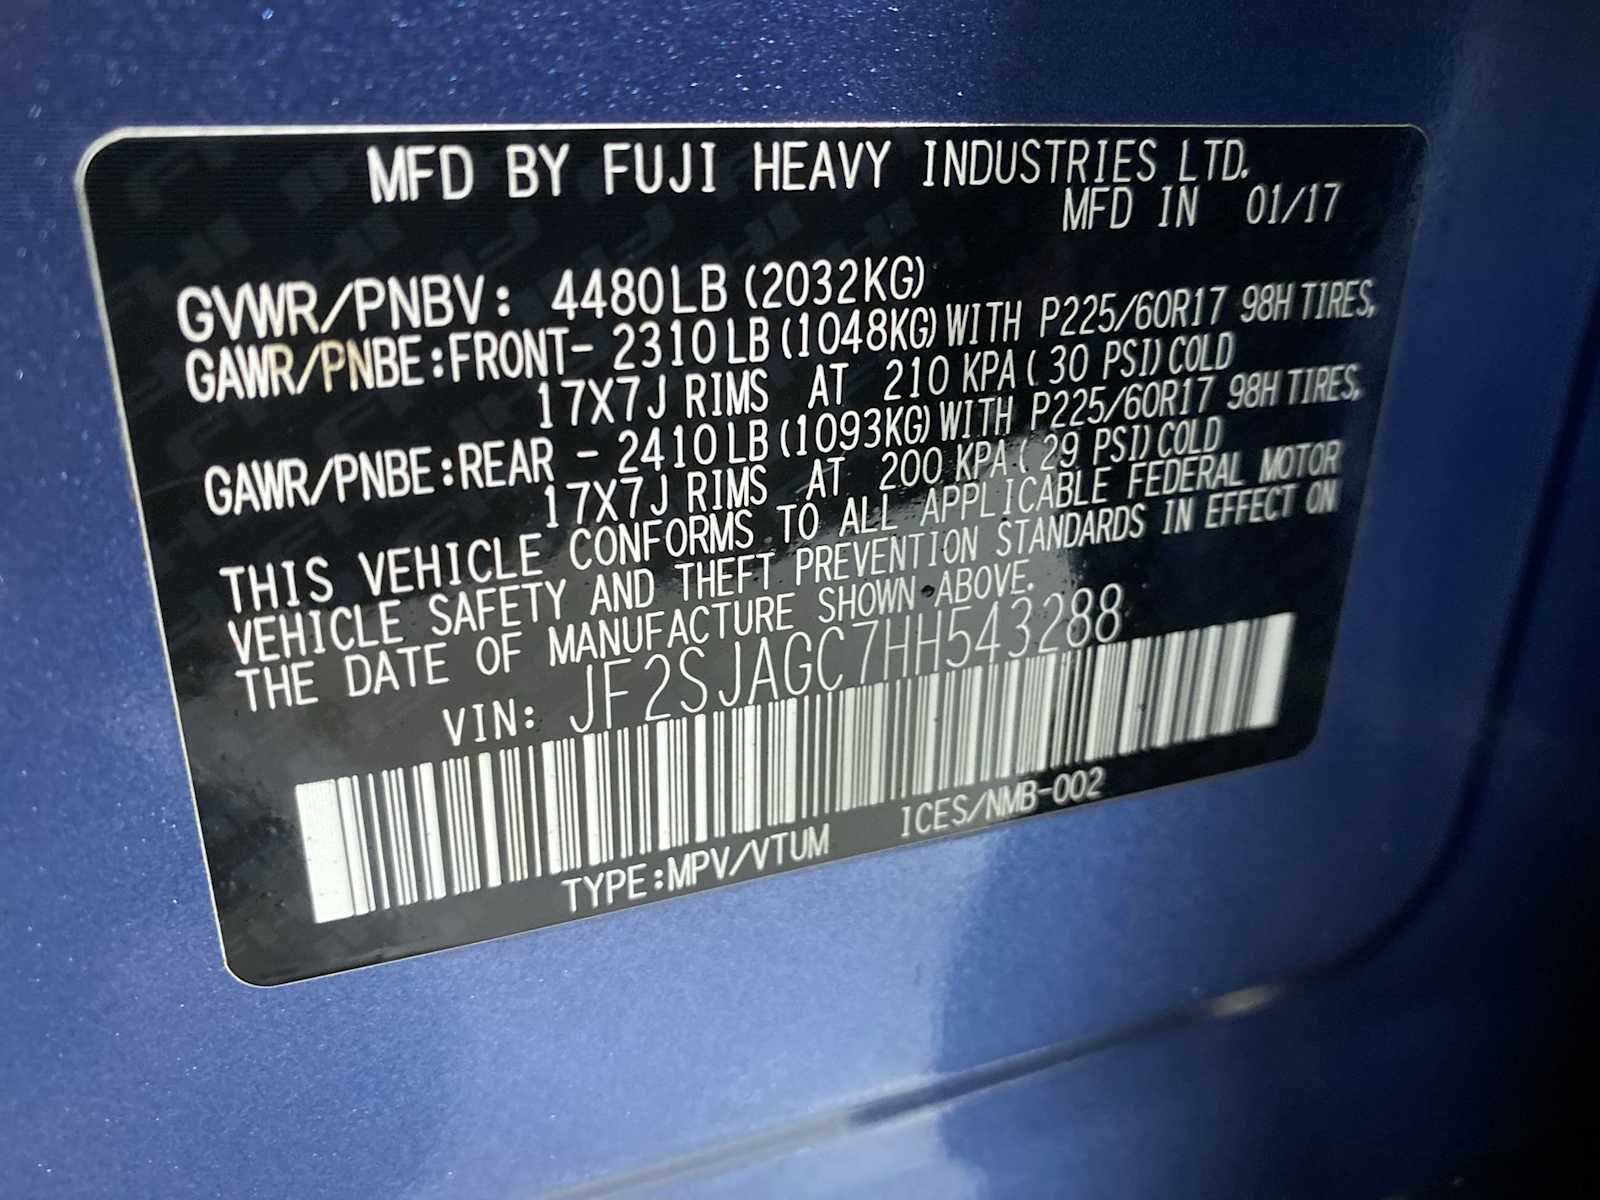 MFD BY FUJI HEAVY INDUSTRIES LTD.
MFD IN 01/17
GVWR/PNBV: 4480LB (2032KG)
GAWR/PNBE:FRONT- 2310LB(1048KG)WITH P225/60R17 98H TIRES,
17X7J RIMS AT 210 KPA( 30 PSI)COLD
GAWR/PNBE:REAR - 2410LB(1093KG)WITH P225/60R17 98H TIRES,
17X7J RIMS AT 200 KPA( 29 PSI)COLD
THIS VEHICLE CONFORMS TO ALL APPLICABLE FEDERAL MOTOR
VEHICLE SAFETY AND THEFT PREVENTION STANDARDS IN EFFECT ON
THE DATE OF MANUFACTURE SHOWN ABOVE.
VIN: JF2SJAGC7HH543288
TYPE:MPV/VTUM ICES/NMB-002